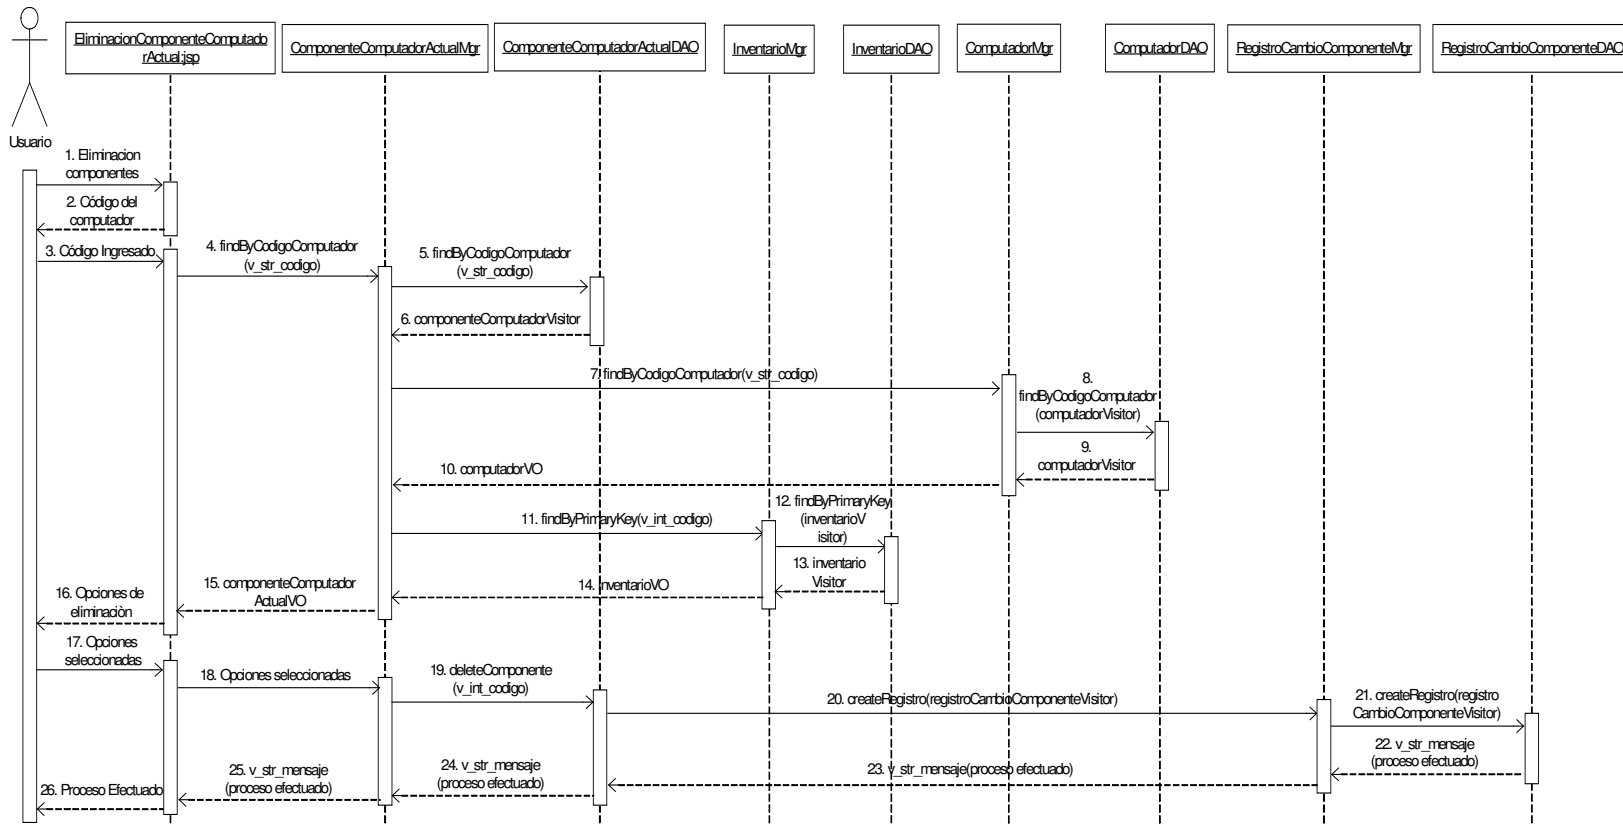 EliminacionComponenteComputado
rActual:jsp
ComponenteComputadorActualMgr
ComponenteComputadorActualDAO
InventarioMgr
InventarioDAO
ComputadorMgr
ComputadorDAO
RegistroCambioComponenteMgr
RegistroCambioComponenteDAO
Usuario
1. Eliminacion
componentes
2. Código del
computador
3. Código Ingresado
4. findByCodigoComputador
(v_str_codigo)
5. findByCodigoComputador
(v_str_codigo)
6. componenteComputadorVisitor
7. findByCodigoComputador(v_str_codigo)
8.
findByCodigoComputador
(computadorVisitor)
9.
computadorVisitor
10. computadorVO
11. findByPrimaryKey(v_int_codigo)
12. findByPrimaryKey
(inventarioV
isitor)
13. inventario
Visitor
14. inventarioVO
15. componenteComputador
ActualVO
16. Opciones de
eliminaciòn
17. Opciones
seleccionadas
18. Opciones seleccionadas
19. deleteComponente
(v_int_codigo)
20. createRegistro(registroCambioComponenteVisitor)
21. createRegistro(registro
CambioComponenteVisitor)
22. v_str_mensaje
(proceso efectuado)
23. v_str_mensaje(proceso efectuado)
24. v_str_mensaje
(proceso efectuado)
25. v_str_mensaje
(proceso efectuado)
26. Proceso Efectuado